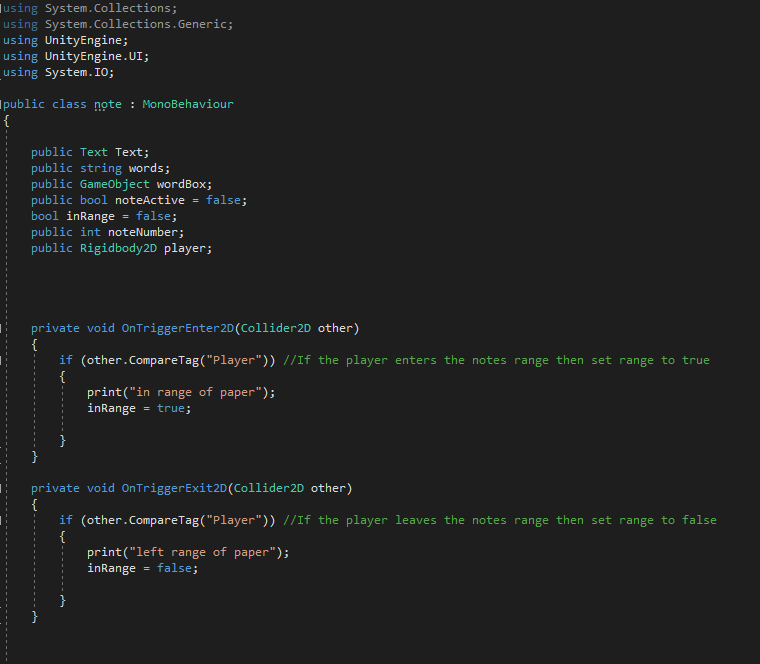 using System.Collections;
using System.Collections.Generic;
using UnityEngine;
using UnityEngine.UI;
using System.IO;
public class note : MonoBehaviour
{
public Text Text;
public string words;
public GameObject wordBox;
public bool noteActive = false;
bool inRange = false;
public int noteNumber;
public Rigidbody2D player;
private void OnTriggerEnter2D(Collider2D other)
{
if (other.CompareTag("Player")) //If the player enters the notes range then set range to true
{
print("in range of paper");
inRange = true;
}
}
private void OnTriggerExit2D(Collider2D other)
{
if (other.CompareTag("Player")) //If the player leaves the notes range then set range to false
{
print("left range of paper");
inRange = false;
}
}